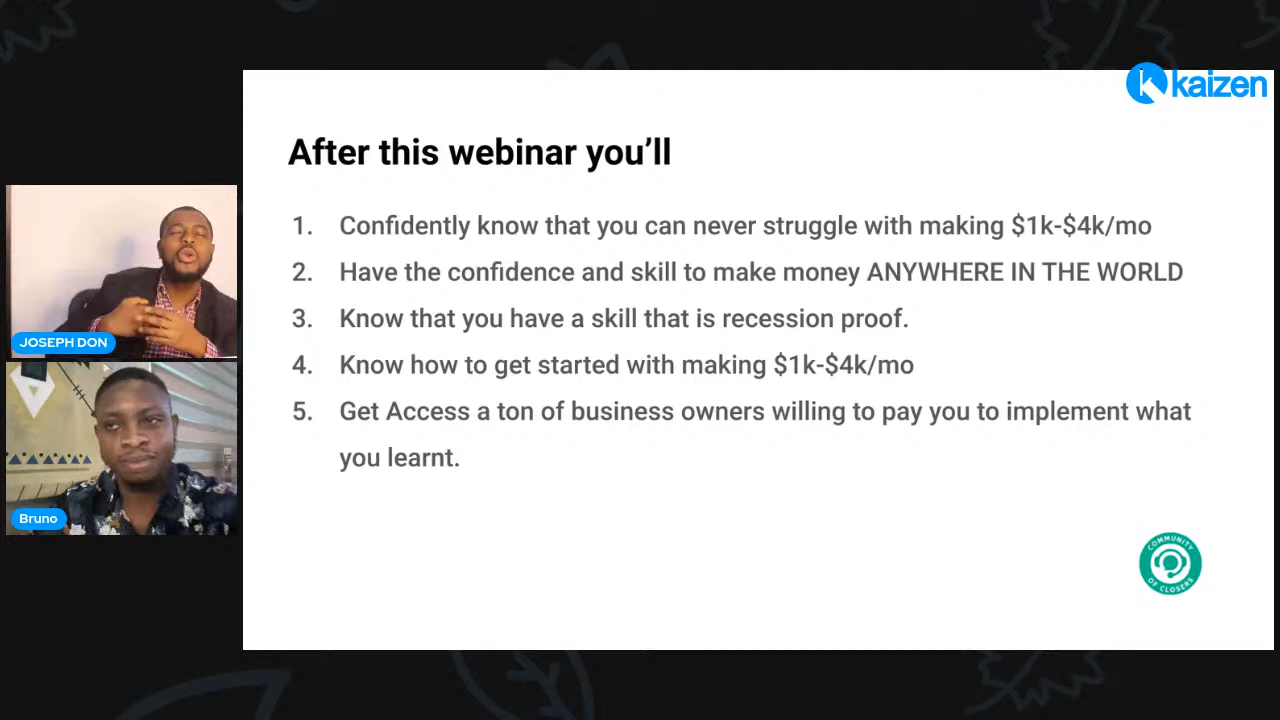 kaizen
After this webinar you'll
1. Confidently know that you can never struggle with making $1k-$4k/mo
2. Have the confidence and skill to make money ANYWHERE IN THE WORLD
3. Know that you have a skill that is recession proof.
4. Know how to get started with making $1k-$4k/mo
5. Get Access a ton of business owners willing to pay you to implement what
you learnt.
JOSEPH DON
Bruno
COMMUNITY
OF CLOSERS